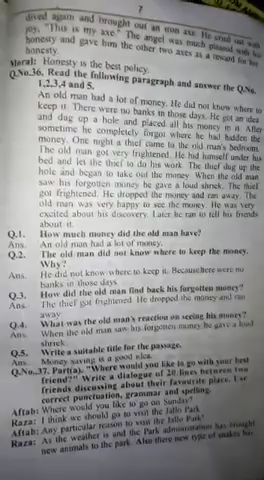 7
dived again and brought out an iron axe. He cried out with
joy, "This is my axe." The angel was much pleased with his
honesty and gave him the other two axes as a reward for his
honesty.
Moral: Honesty is the best policy.
Q.No.36, Read the following paragraph and answer the Q.No.
1,2,3,4 and 5.
An old man had a lot of money. He did not know where to
keep it. There were no banks in those days. He got an idea
and dug up a hole and placed all his money in it. After
sometime he completely forgot where he had hidden the
money. One night a thief came to the old man's bedroom.
The old man got very frightened. He hid himself under his
bed and let the thief to do his work. The thief dug up the
hole and began to take out the money. When the old man
saw his forgotten money he gave a loud shriek. The thief
got frightened. He dropped the money and ran away. The
old man was very happy to see the money. He was very
excited about his discovery. Later he ran to tell his friends
about it.
Q.1. How much money did the old man have?
Ans. An old man had a lot of money.
Q.2. The old man did not know where to keep the money.
Why?
Ans. He did not know where to keep it. Because here were no
banks in those days.
Q.3. How did the old man find back his forgotten money?
Ans. The thief got frightened. He dropped the money and ran
away.
Q.4. What was the old man's reaction on seeing his money?
Ans. When the old man saw his forgotten money he gave a loud
shriek.
Q.5. Write a suitable title for the passage.
Ans. Money saving is a good idea.
Q.No..37. Part(a). "Where would you like to go with your best
friend?" Write a dialogue of 20 lines between two
friends discussing about their favourite place. Use
correct punctuation, grammar and spelling.
Aftab: Where would you like to go on Sunday?
Raza: I think we should go to visit the Jallo Park
Aftab: Any particular reason to visit the Jallo Park?
Raza: As the weather is and the Park administration has brought
new animals to the park. Also there new type of snakes has